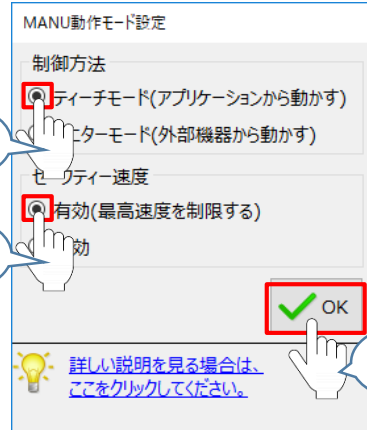 MANU動作モード設定
制御方法
ティーチモード(アプリケーションから動かす)
ターモード(外部機器から動かす)
セ ティー速度
有効(最高速度を制限する)
効
OK
詳しい説明を見る場合は、
ここをクリックしてください。